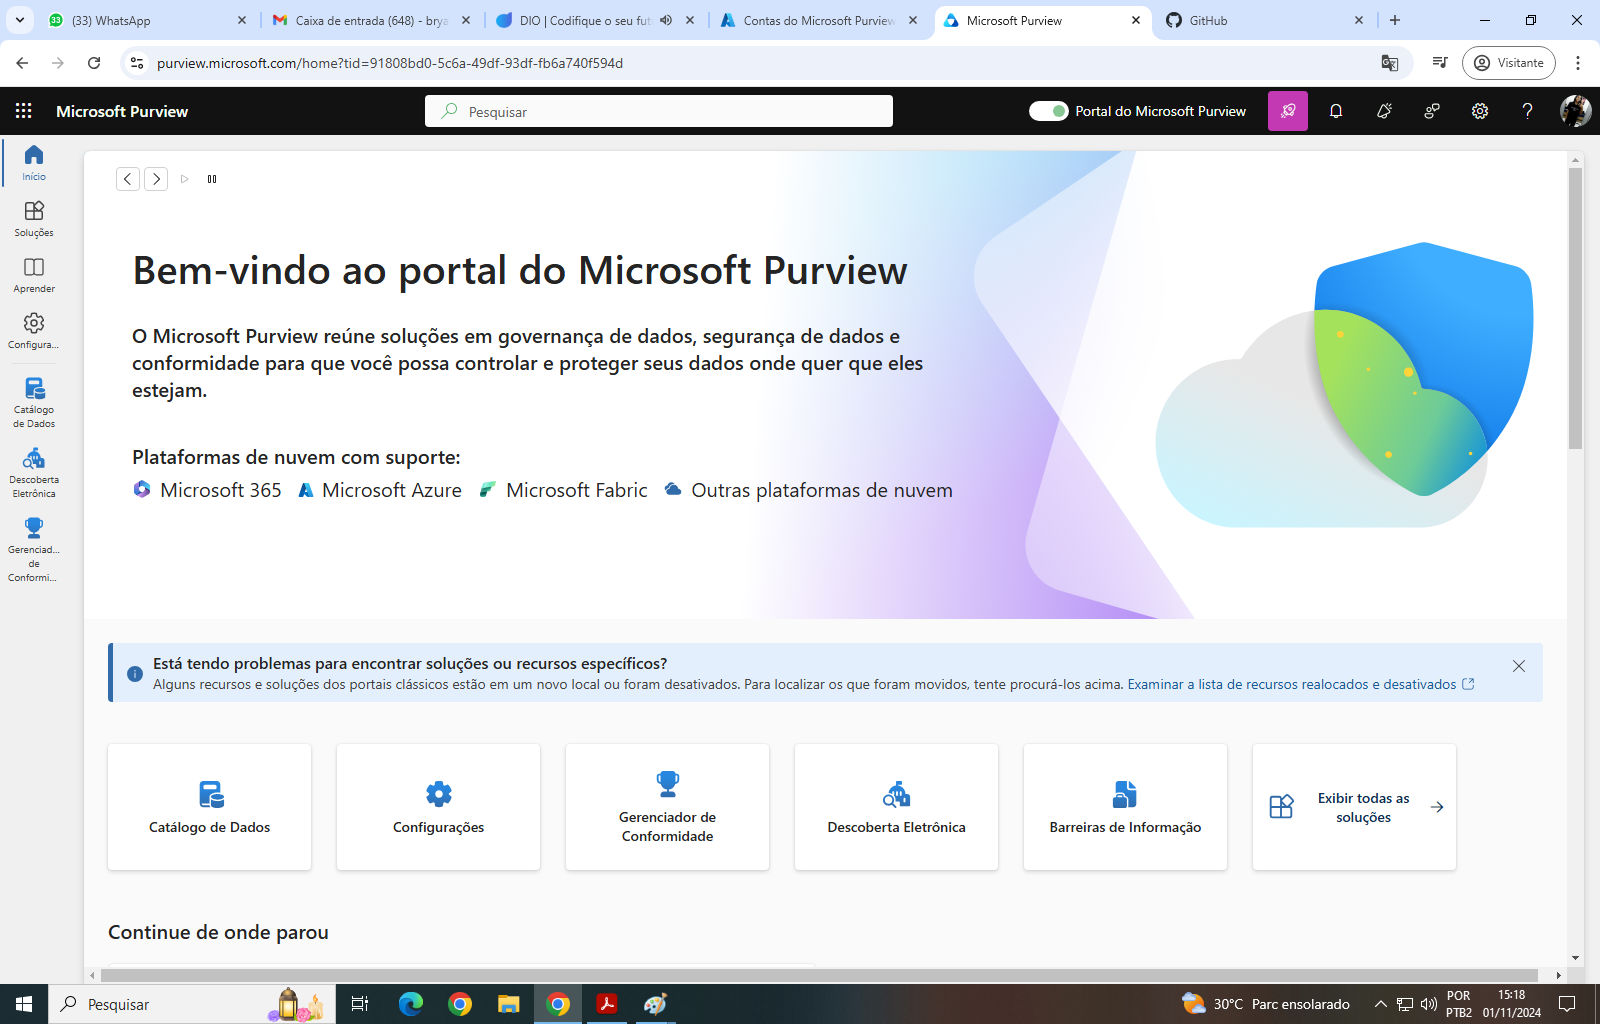 (33) WhatsApp
Caixa de entrada (648) - brya
DIO | Codifique o seu fut
Contas do Microsoft Purview
Microsoft Purview
GitHub
purview.microsoft.com/home?tid=91808bd0-5c6a-49df-93df-fb6a740f594d
Visitante
Microsoft Purview
Pesquisar
Portal do Microsoft Purview
Início
Soluções
Aprender
Configura...
Catálogo
de Dados
Descoberta
Eletrônica
Gerenciad...
de
Conformi...
Bem-vindo ao portal do Microsoft Purview
O Microsoft Purview reúne soluções em governança de dados, segurança de dados e
conformidade para que você possa controlar e proteger seus dados onde quer que eles
estejam.
Plataformas de nuvem com suporte:
Microsoft 365 Microsoft Azure Microsoft Fabric Outras plataformas de nuvem
Está tendo problemas para encontrar soluções ou recursos específicos?
Alguns recursos e soluções dos portais clássicos estão em um novo local ou foram desativados. Para localizar os que foram movidos, tente procurá-los acima. Examinar a lista de recursos realocados e desativados
Catálogo de Dados
Configurações
Gerenciador de
Conformidade
Descoberta Eletrônica
Barreiras de Informação
Exibir todas as
soluções
Continue de onde parou
Pesquisar
30°C Parc ensolarado
POR
PTB2
15:18
01/11/2024